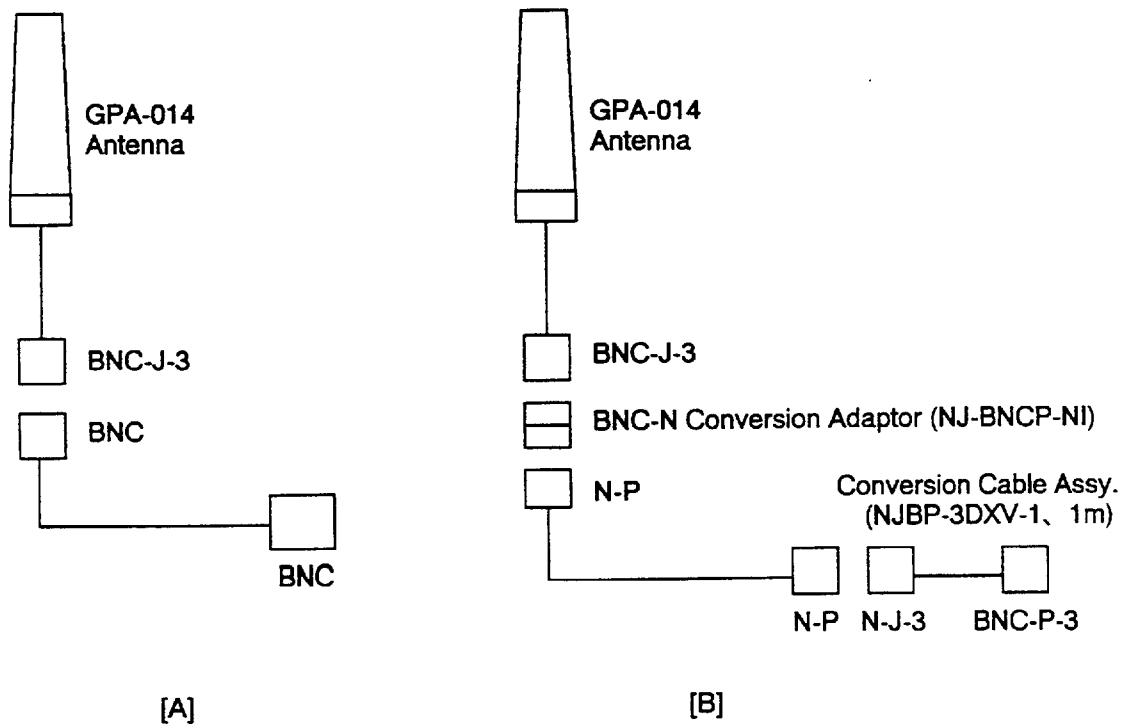 GPA-014
Antenna
BNC-J-3
BNC
BNC
[A]
GPA-014
Antenna
BNC-J-3
BNC-N Conversion Adaptor (NJ-BNCP-NI)
N-P
Conversion Cable Assy.
(NJBP-3DXV-1、1m)
N-P
N-J-3
BNC-P-3
[B]